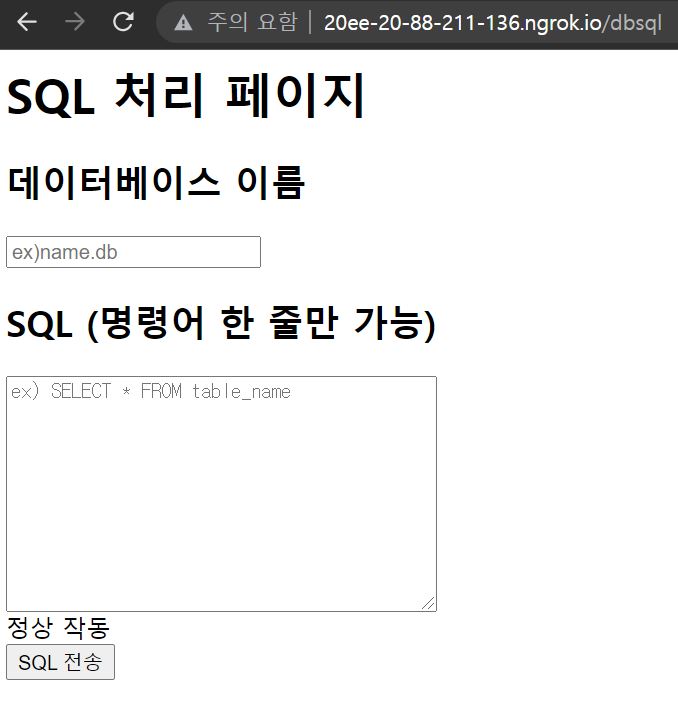 주의 요함 | 20ee-20-88-211-136.ngrok.io/dbsql
SQL 처리 페이지
데이터베이스 이름
ex)name.db
SQL (명령어 한 줄만 가능)
ex) SELECT * FROM table_name
정상 작동
SQL 전송